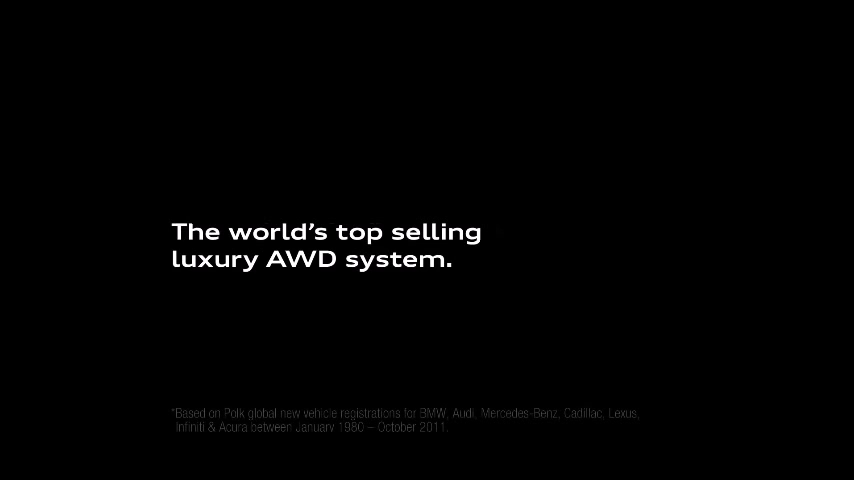 The world’s top selling
luxury AWD system.
*Based on Polk global new vehicle registrations for BMW, Audi, Mercedes-Benz, Cadillac, Lexus,
Infiniti & Acura between January 1980 – October 2011.